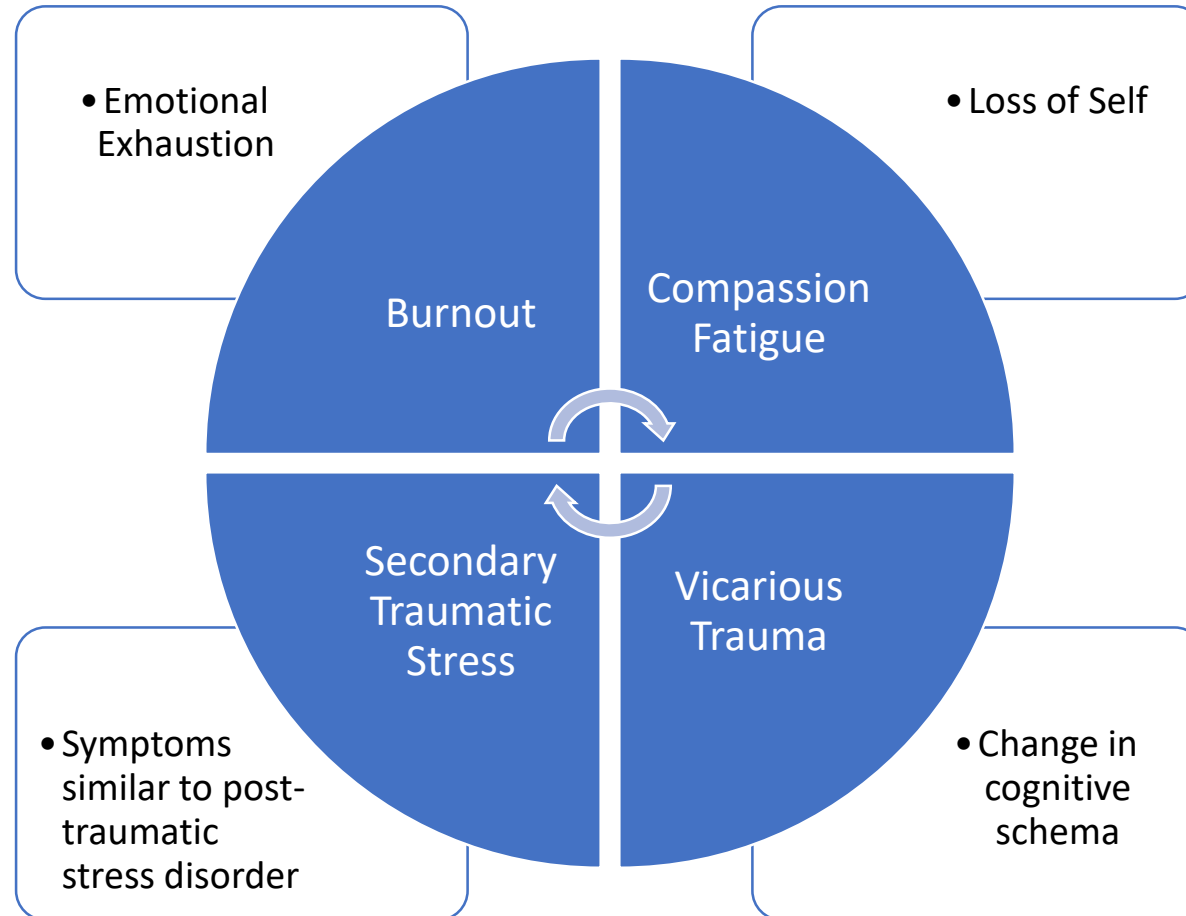 • Emotional
Exhaustion
• Loss of Self
Burnout
Compassion
Fatigue
Secondary
Traumatic
Stress
Vicarious
Trauma
• Symptoms
similar to post-
traumatic
stress disorder
• Change in
cognitive
schema